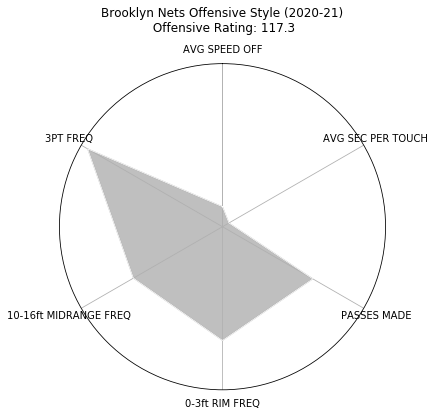 Brooklyn Nets Offensive Style (2020-21)
Offensive Rating: 117.3
AVG SPEED OFF
3PT FREQ
AVG SEC PER TOUCH
10-16ft MIDRANGE FREQ
PASSES MADE
0-3ft RIM FREQ